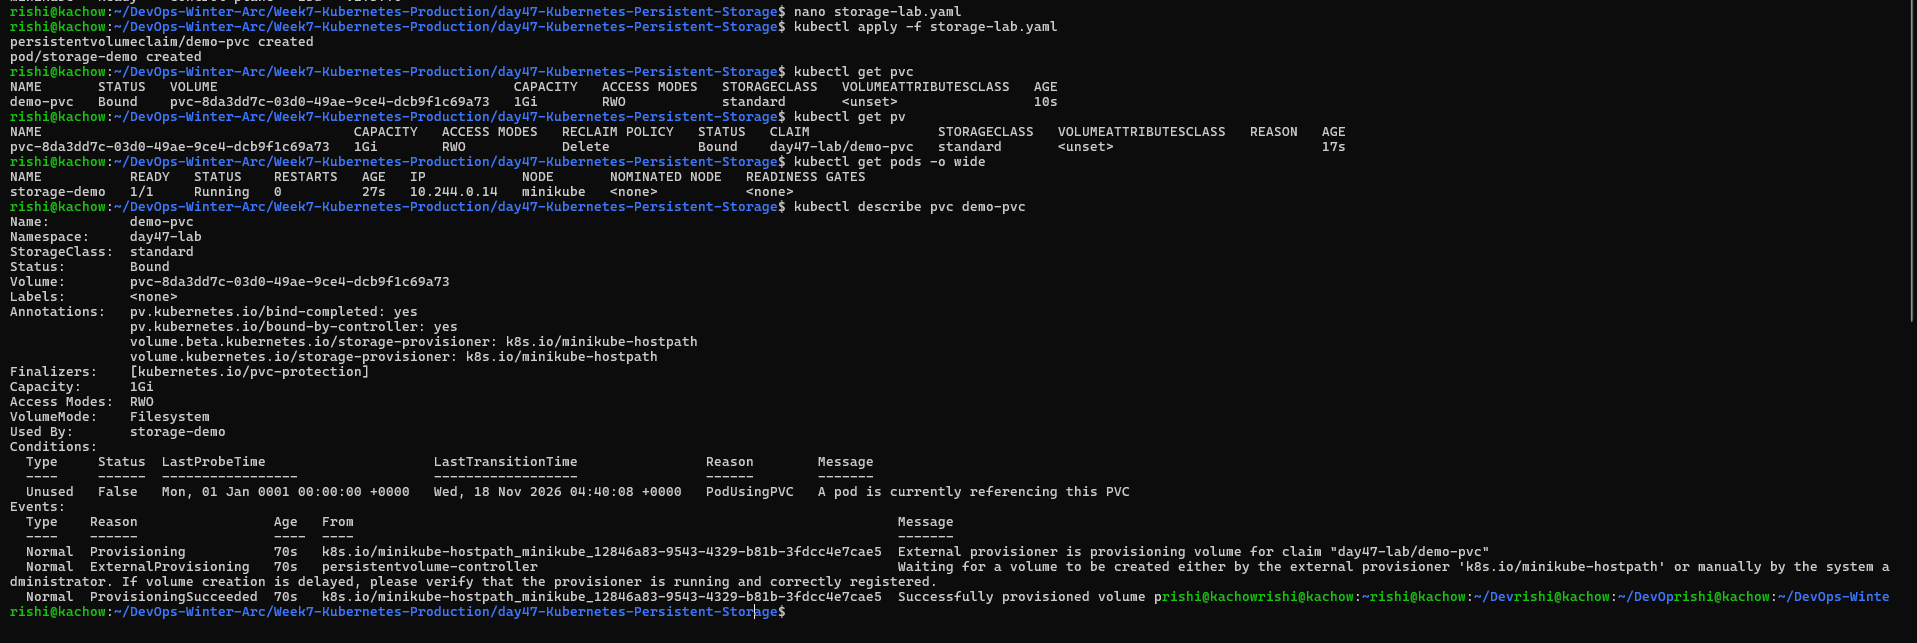 rishi@kachow:~/DevOps-Winter-Arc/Week7-Kubernetes-Production/day47-Kubernetes-Persistent-Storage$ nano storage-lab.yaml
rishi@kachow:~/DevOps-Winter-Arc/Week7-Kubernetes-Production/day47-Kubernetes-Persistent-Storage$ kubectl apply -f storage-lab.yaml
persistentvolumeclaim/demo-pvc created
pod/storage-demo created
rishi@kachow:~/DevOps-Winter-Arc/Week7-Kubernetes-Production/day47-Kubernetes-Persistent-Storage$ kubectl get pvc
NAME       STATUS   VOLUME                                     CAPACITY   ACCESS MODES   STORAGECLASS   VOLUMEATTRIBUTESCLASS   AGE
demo-pvc   Bound    pvc-8da3dd7c-03d0-49ae-9ce4-dcb9f1c69a73   1Gi        RWO            standard       <unset>                 10s
rishi@kachow:~/DevOps-Winter-Arc/Week7-Kubernetes-Production/day47-Kubernetes-Persistent-Storage$ kubectl get pv
NAME                                       CAPACITY   ACCESS MODES   RECLAIM POLICY   STATUS   CLAIM                STORAGECLASS   VOLUMEATTRIBUTESCLASS   REASON   AGE
pvc-8da3dd7c-03d0-49ae-9ce4-dcb9f1c69a73   1Gi        RWO            Delete           Bound    day47-lab/demo-pvc   standard       <unset>                          17s
rishi@kachow:~/DevOps-Winter-Arc/Week7-Kubernetes-Production/day47-Kubernetes-Persistent-Storage$ kubectl get pods -o wide
NAME           READY   STATUS    RESTARTS   AGE   IP            NODE       NOMINATED NODE   READINESS GATES
storage-demo   1/1     Running   0          27s   10.244.0.14   minikube   <none>           <none>
rishi@kachow:~/DevOps-Winter-Arc/Week7-Kubernetes-Production/day47-Kubernetes-Persistent-Storage$ kubectl describe pvc demo-pvc
Name:          demo-pvc
Namespace:     day47-lab
StorageClass:  standard
Status:        Bound
Volume:        pvc-8da3dd7c-03d0-49ae-9ce4-dcb9f1c69a73
Labels:        <none>
Annotations:   pv.kubernetes.io/bind-completed: yes
               pv.kubernetes.io/bound-by-controller: yes
               volume.beta.kubernetes.io/storage-provisioner: k8s.io/minikube-hostpath
               volume.kubernetes.io/storage-provisioner: k8s.io/minikube-hostpath
Finalizers:    [kubernetes.io/pvc-protection]
Capacity:      1Gi
Access Modes:  RWO
VolumeMode:    Filesystem
Used By:       storage-demo
Conditions:
  Type     Status  LastProbeTime                     LastTransitionTime                Reason        Message
  ----     ------  -----------------                 ------------------                ------        -------
  Unused   False   Mon, 01 Jan 0001 00:00:00 +0000   Wed, 18 Nov 2026 04:40:08 +0000   PodUsingPVC   A pod is currently referencing this PVC
Events:
  Type    Reason                 Age   From                                                                    Message
  ----    ------                 ----  ----                                                                    -------
  Normal  Provisioning           70s   k8s.io/minikube-hostpath_minikube_12846a83-9543-4329-b81b-3fdcc4e7cae5  External provisioner is provisioning volume for claim "day47-lab/demo-pvc"
  Normal  ExternalProvisioning   70s   persistentvolume-controller                                             Waiting for a volume to be created either by the external provisioner 'k8s.io/minikube-hostpath' or manually by the system a
dministrator. If volume creation is delayed, please verify that the provisioner is running and correctly registered.
  Normal  ProvisioningSucceeded  70s   k8s.io/minikube-hostpath_minikube_12846a83-9543-4329-b81b-3fdcc4e7cae5  Successfully provisioned volume prishi@kachowrishi@kachow:~rishi@kachow:~/Devrishi@kachow:~/DevOprishi@kachow:~/DevOps-Winte
rishi@kachow:~/DevOps-Winter-Arc/Week7-Kubernetes-Production/day47-Kubernetes-Persistent-Storage$